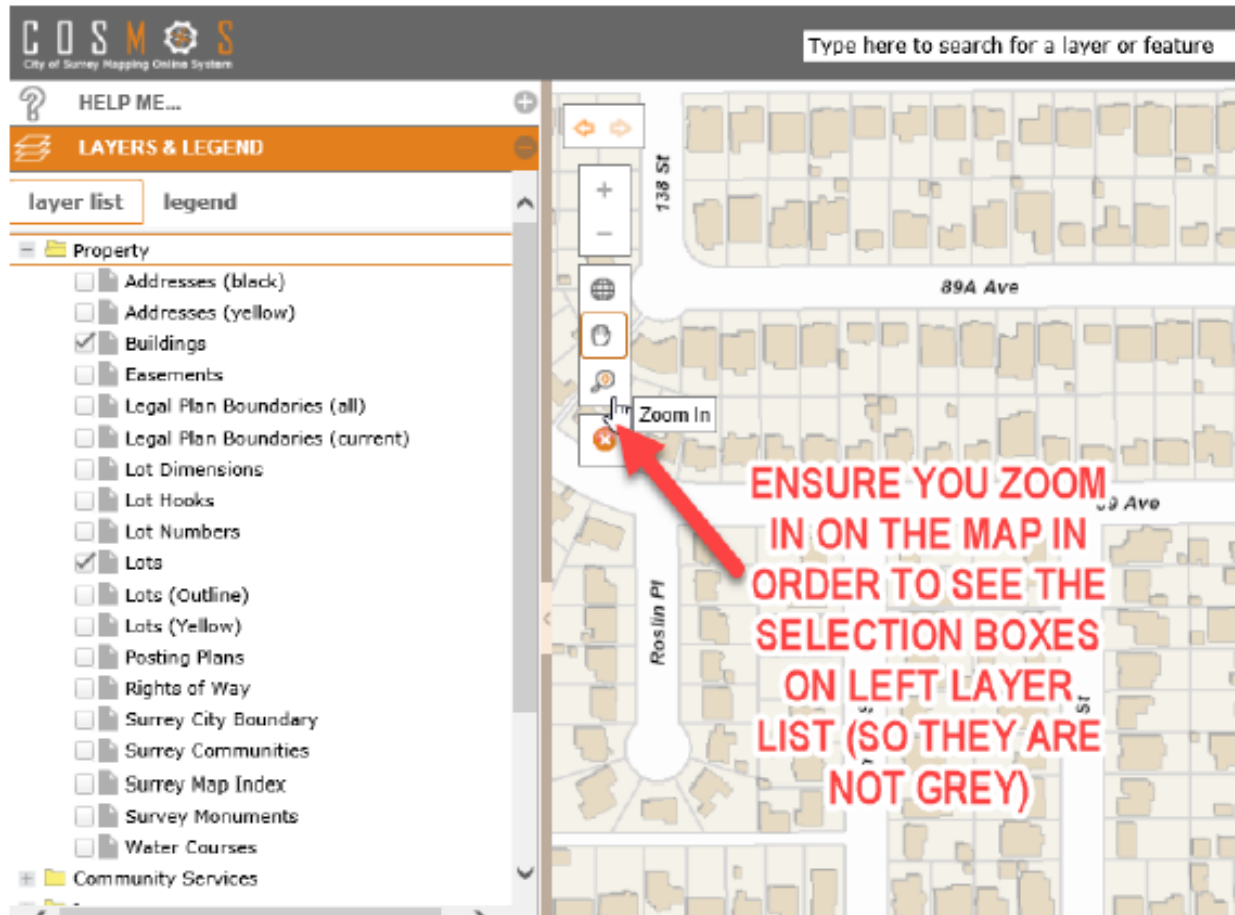 COSMOS
City of Surrey Mapping Online System
Type here to search for a layer or feature
HELP ME...
LAYERS & LEGEND
layer list legend
Property
Addresses (black)
Addresses (yellow)
Buildings
Easements
Legal Plan Boundaries (all)
Legal Plan Boundaries (current)
Lot Dimensions
Lot Hooks
Lot Numbers
Lots
Lots (Outline)
Lots (Yellow)
Posting Plans
Rights of Way
Surrey City Boundary
Surrey Communities
Surrey Map Index
Survey Monuments
Water Courses
Community Services
138 St
89A Ave
Zoom In
Ave
Roslin Pl
St
ENSURE YOU ZOOM
IN ON THE MAP IN
ORDER TO SEE THE
SELECTION BOXES
ON LEFT LAYER
LIST (SO THEY ARE
NOT GREY)